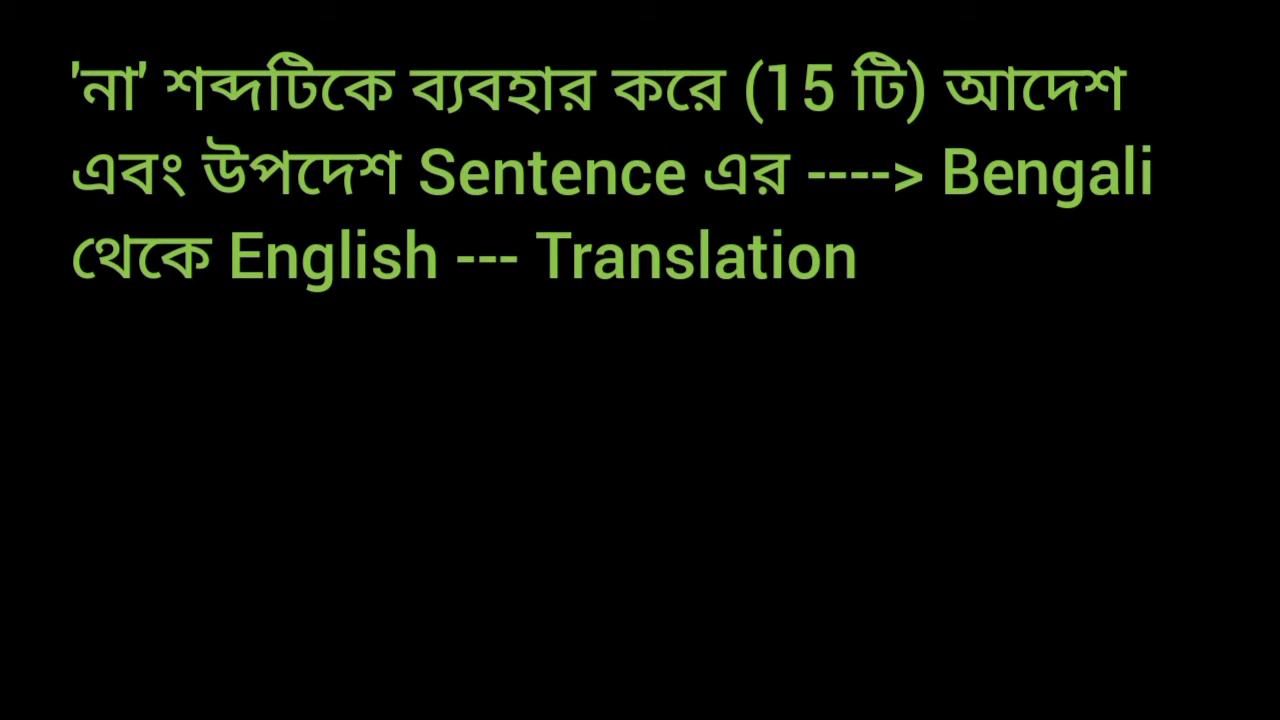 'না' শব্দটিকে ব্যবহার করে (15 টি) আদেশ
এবং উপদেশ Sentence এর ----> Bengali
থেকে English --- Translation